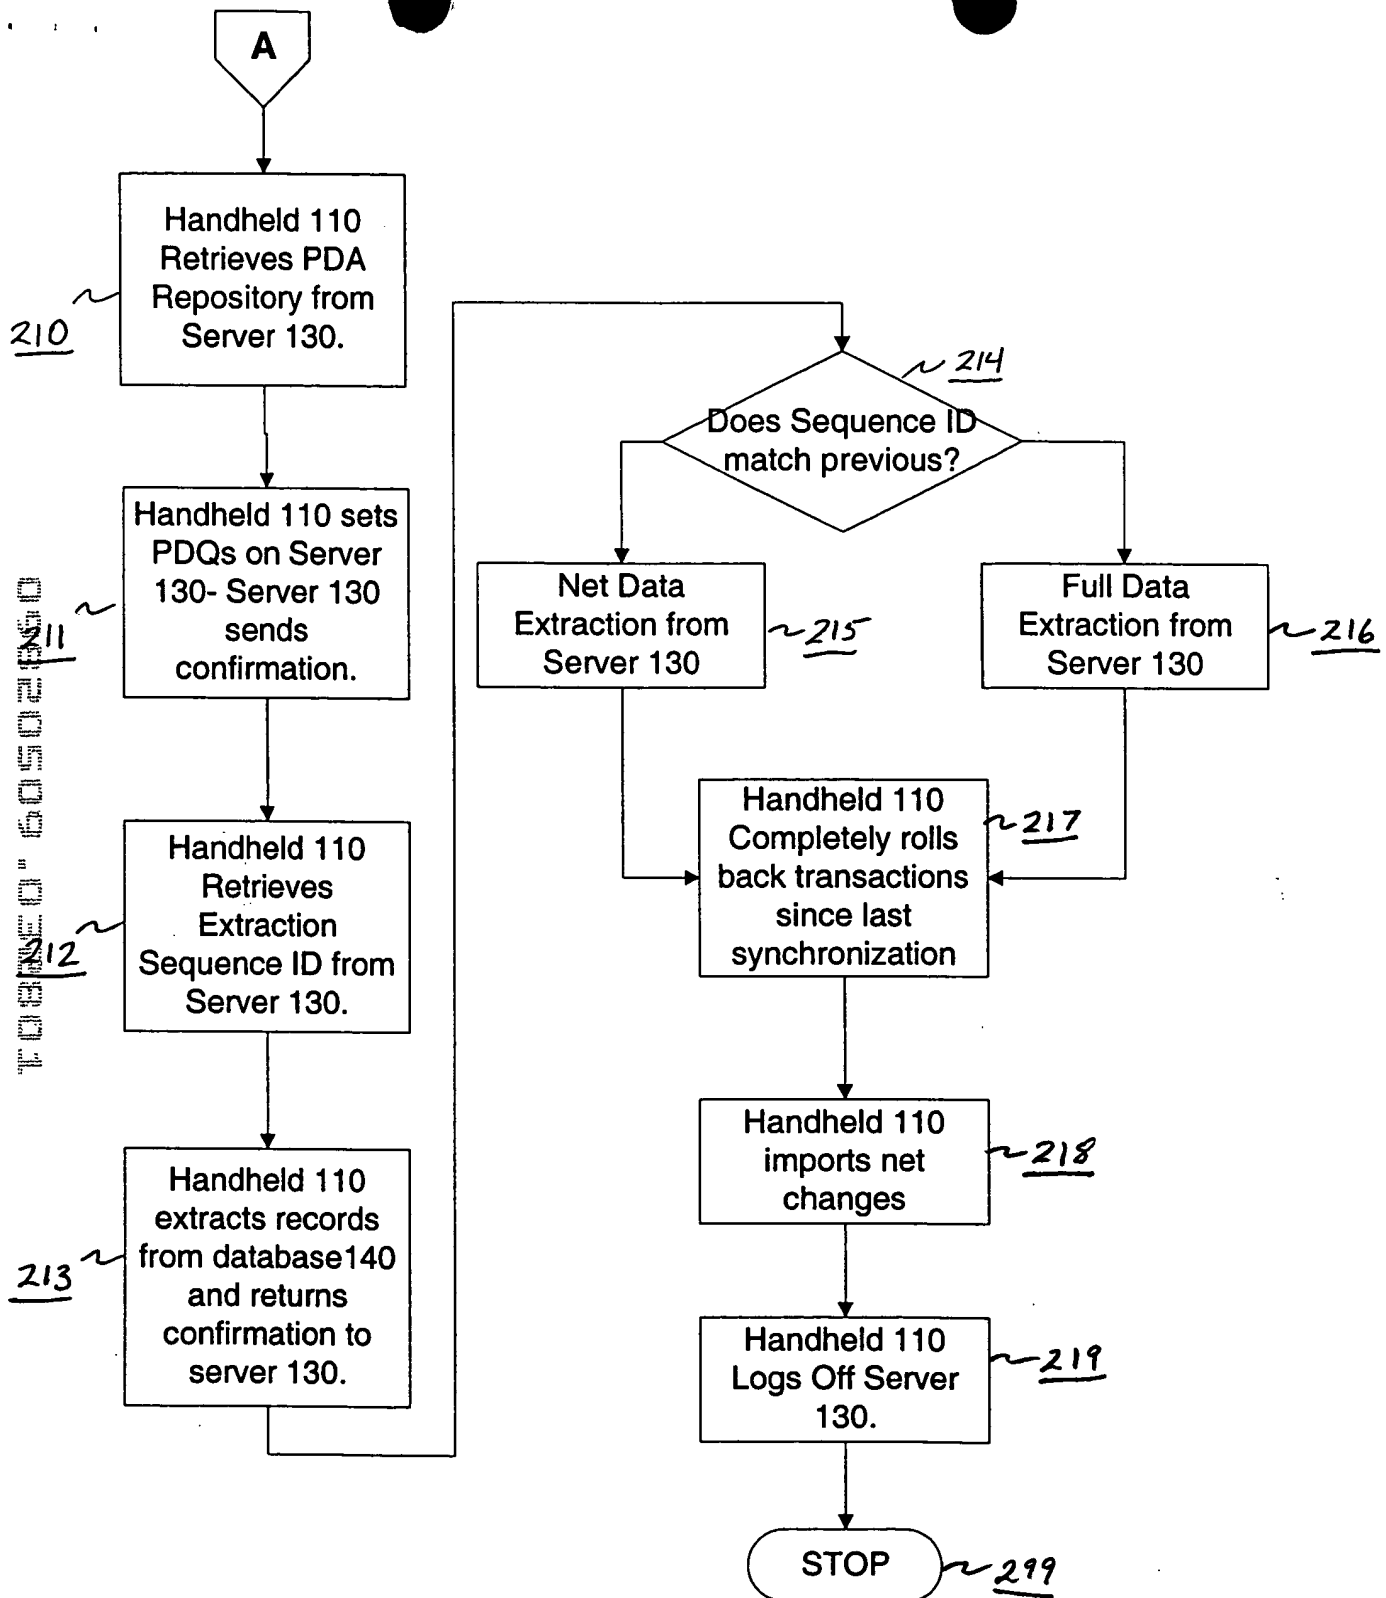 A
Handheld 110
Retrieves PDA
Repository from
Server 130.
210
Handheld 110 sets
PDQs on Server
130- Server 130
sends
confirmation.
211
Handheld 110
Retrieves
Extraction
Sequence ID from
Server 130.
212
Handheld 110
extracts records
from database140
and returns
confirmation to
server 130.
213
214
Does Sequence ID
match previous?
Net Data
Extraction from
Server 130
215
Full Data
Extraction from
Server 130
216
Handheld 110
Completely rolls
back transactions
since last
synchronization
217
Handheld 110
imports net
changes
218
Handheld 110
Logs Off Server
130.
219
STOP
299